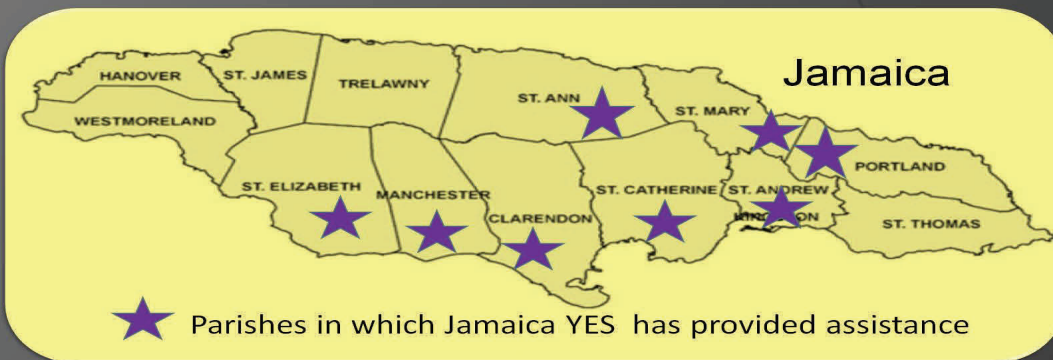 Jamaica
HANOVER
ST. JAMES
TRELAWNY
ST. ANN
ST. MARY
WESTMORELAND
PORTLAND
ST. ELIZABETH
MANCHESTER
ST. CATHERINE
ST. ANDREW
CLARENDON
ST. THOMAS
Parishes in which Jamaica YES has provided assistance